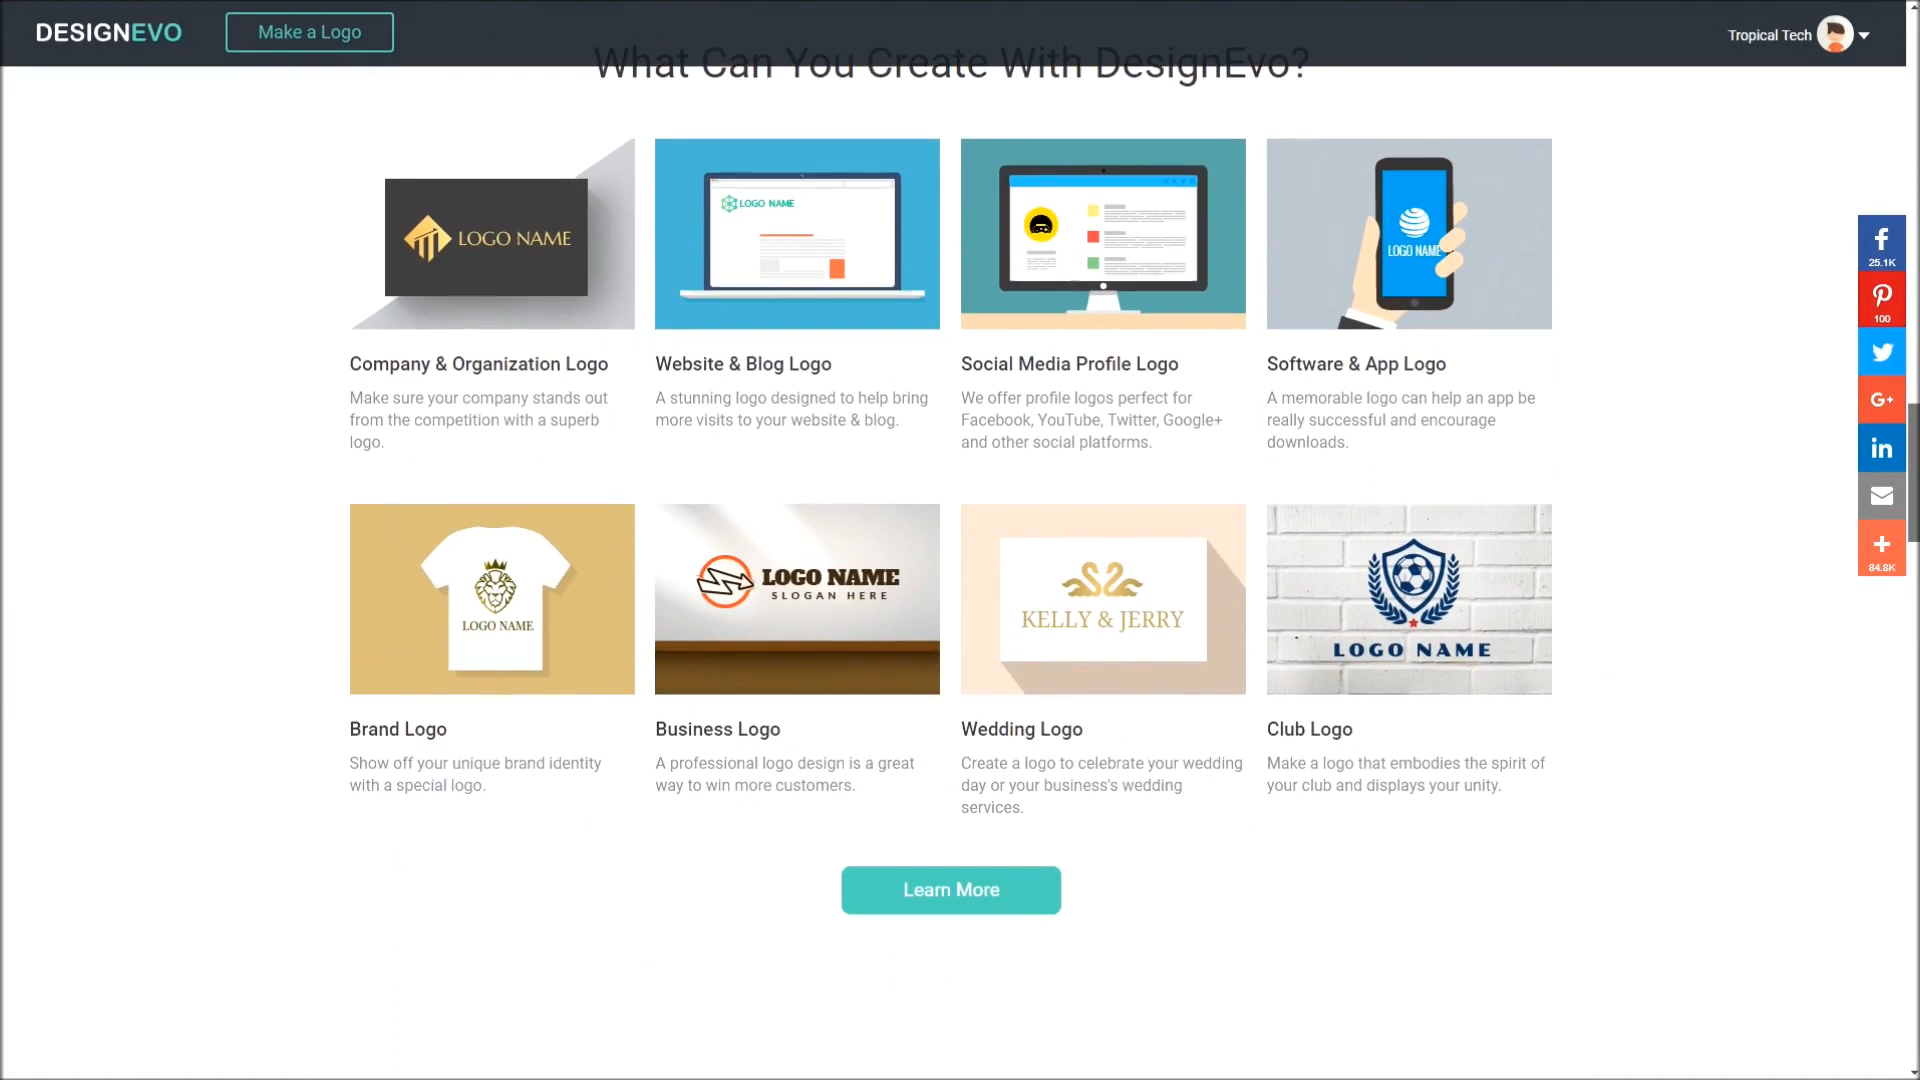 DESIGNEVO
Make a Logo
Tropical Tech
What Can You Create With DesignEvo?
LOGO NAME
LOGO NAME
LOGO NAME
Company & Organization Logo
Make sure your company stands out
from the competition with a superb
logo.
Website & Blog Logo
A stunning logo designed to help bring
more visits to your website & blog.
Social Media Profile Logo
We offer profile logos perfect for
Facebook, YouTube, Twitter, Google+
and other social platforms.
Software & App Logo
A memorable logo can help an app be
really successful and encourage
downloads.
LOGO NAME
LOGO NAME
SLOGAN HERE
KELLY & JERRY
LOGO NAME
Brand Logo
Show off your unique brand identity
with a special logo.
Business Logo
A professional logo design is a great
way to win more customers.
Wedding Logo
Create a logo to celebrate your wedding
day or your business's wedding
services.
Club Logo
Make a logo that embodies the spirit of
your club and displays your unity.
Learn More
f
25.1K
100
G+
in
84.8K